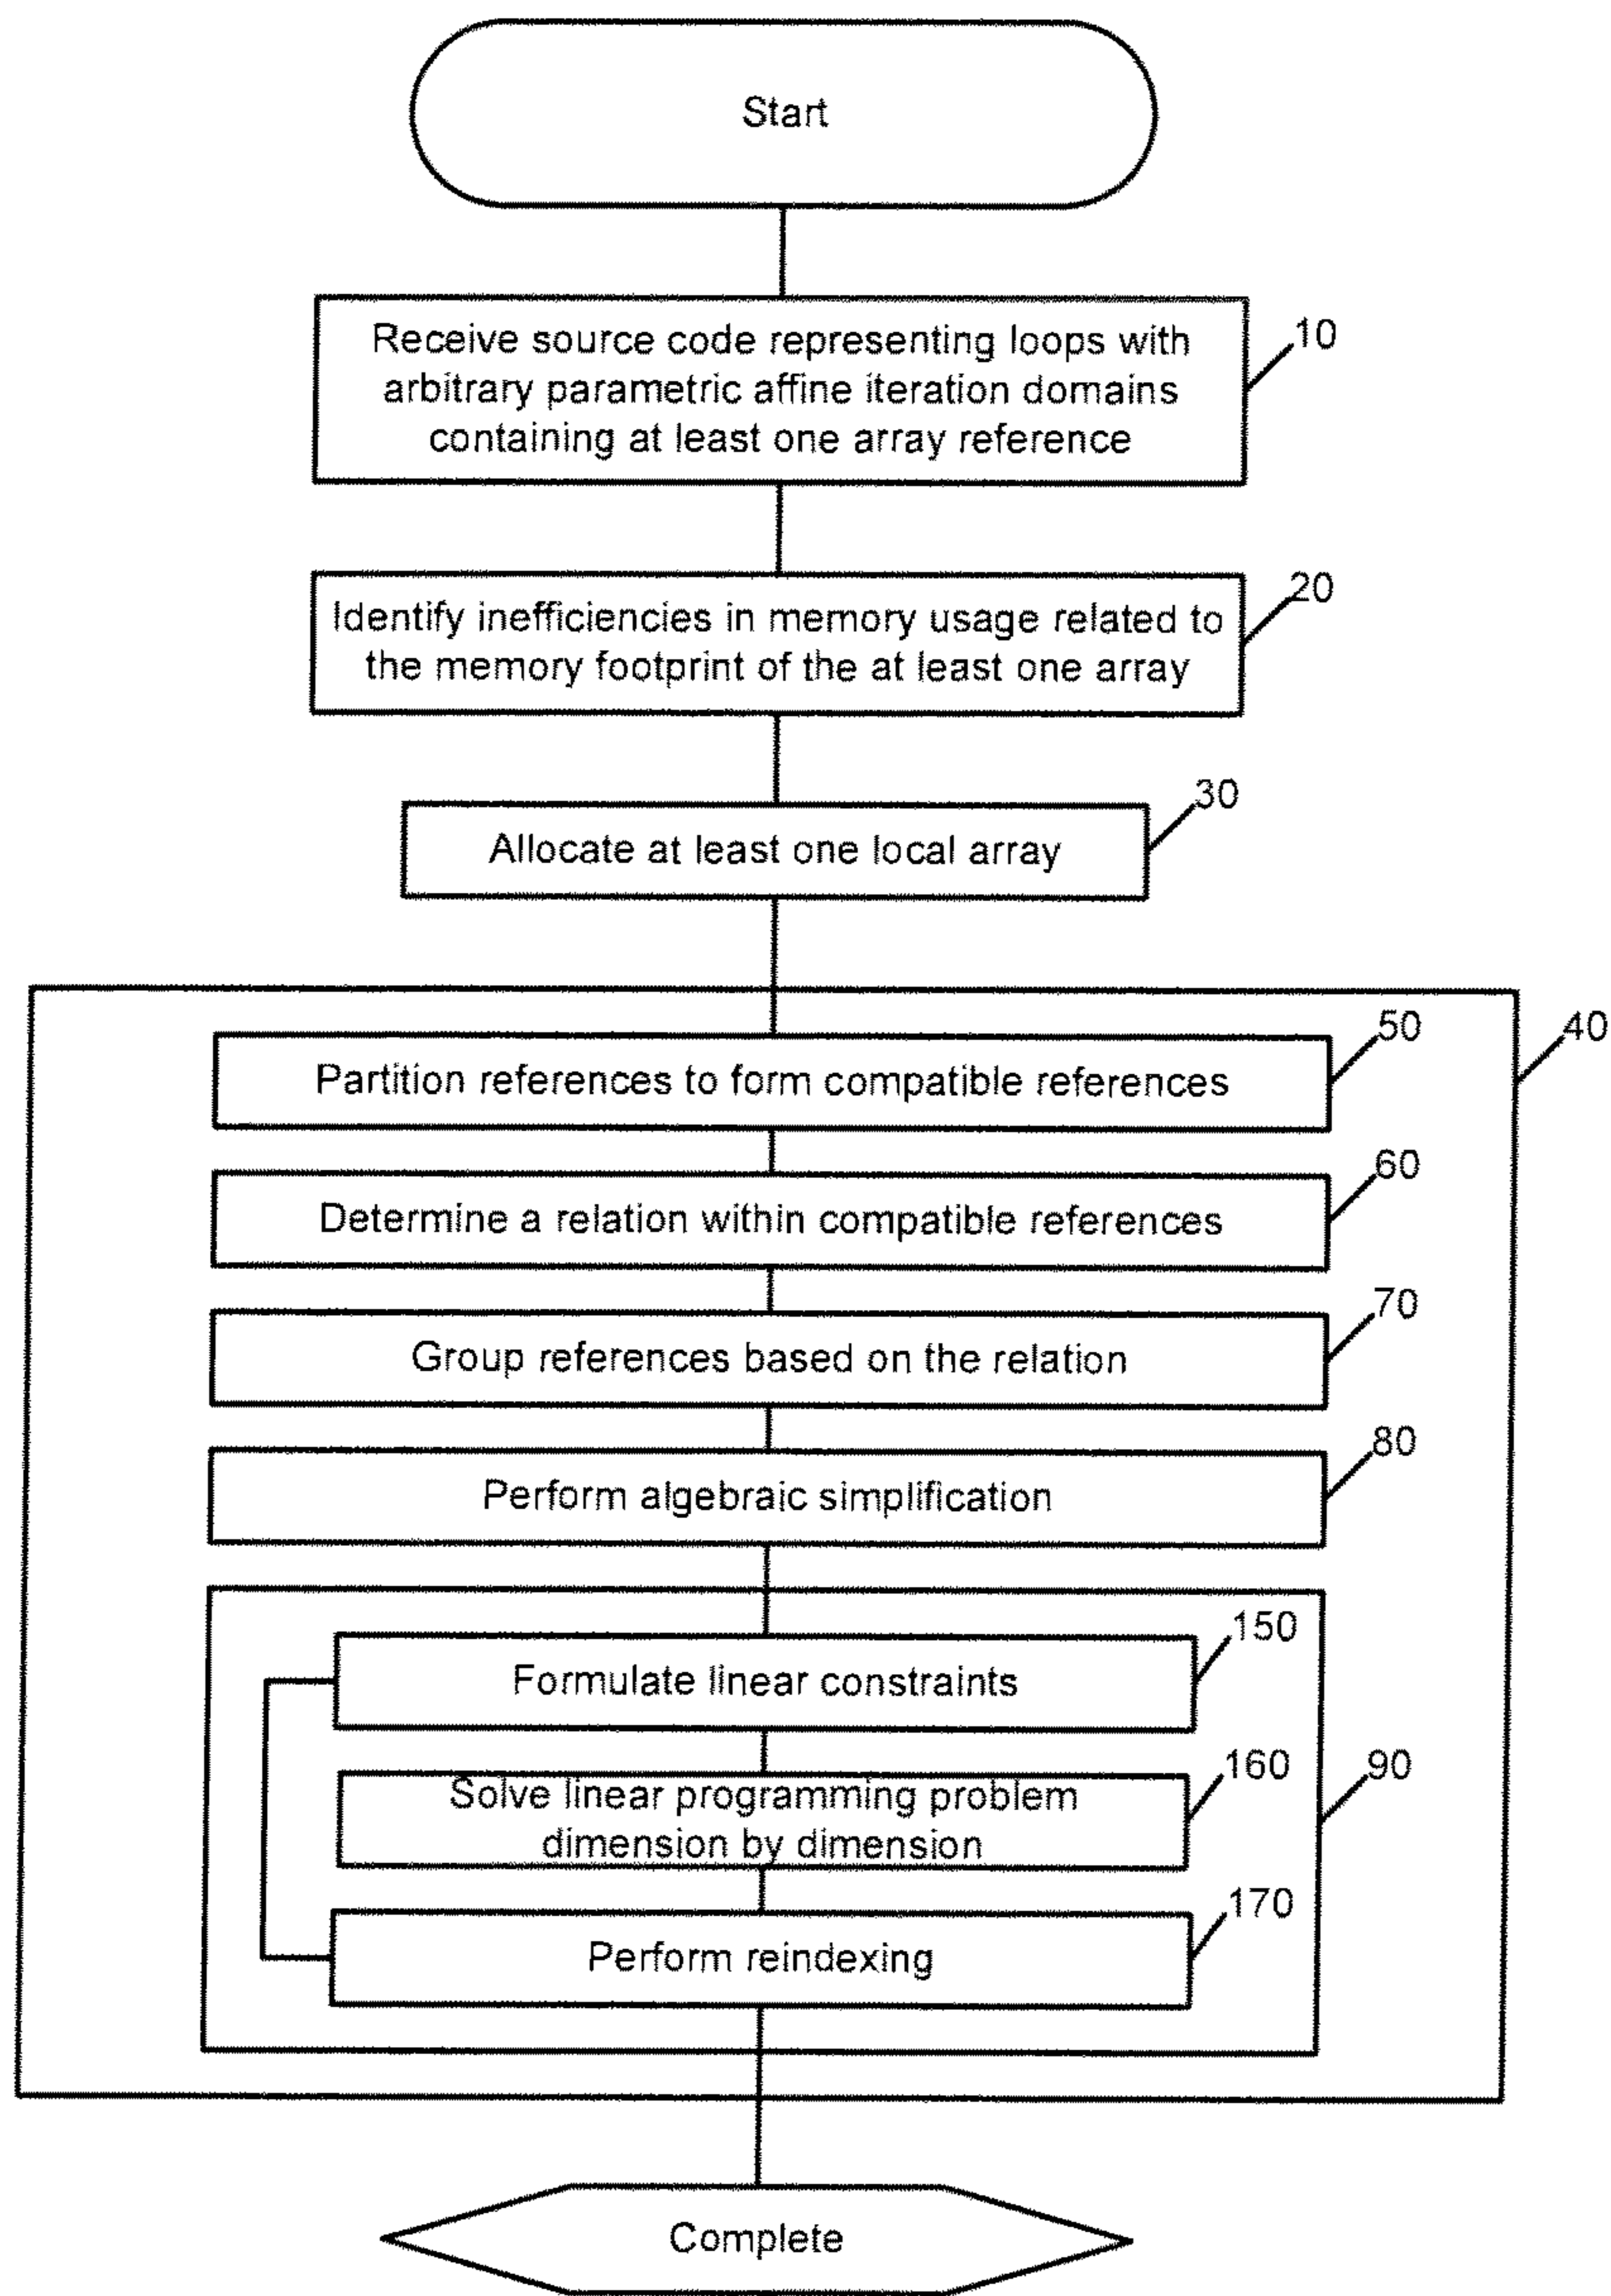 Start
Receive source code representing loops with
arbitrary parametric affine iteration domains
containing at least one array reference
10
Identify inefficiencies in memory usage related to
the memory footprint of the at least one array
20
Allocate at least one local array
30
40
Partition references to form compatible references
50
Determine a relation within compatible references
60
Group references based on the relation
70
Perform algebraic simplification
80
Formulate linear constraints
150
Solve linear programming problem
dimension by dimension
160
90
Perform reindexing
170
Complete